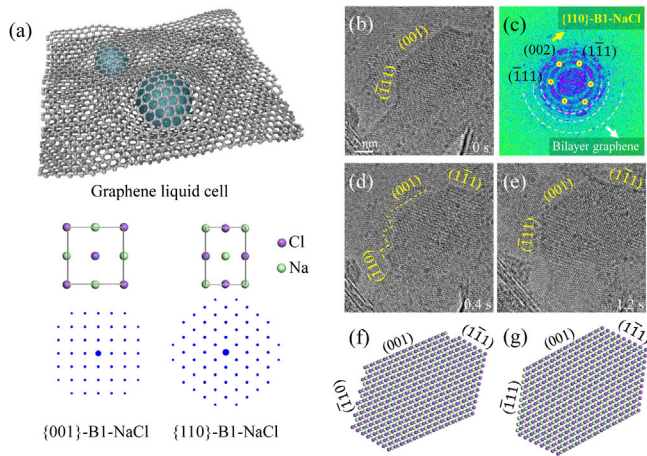 (a)
Graphene liquid cell
Cl
Na
{001}-B1-NaCl
{110}-B1-NaCl
(b)
(001)
(1̅11)
2 nm
0 s
(c)
{110}-B1-NaCl
(002)
(11̅1)
(1̅11)
Bilayer graphene
(d)
(001)
(11̅1)
(1̅10)
0.4 s
(e)
(001)
(11̅1)
(1̅11)
1.2 s
(f)
(001)
(11̅1)
(1̅10)
(g)
(001)
(11̅1)
(1̅11)